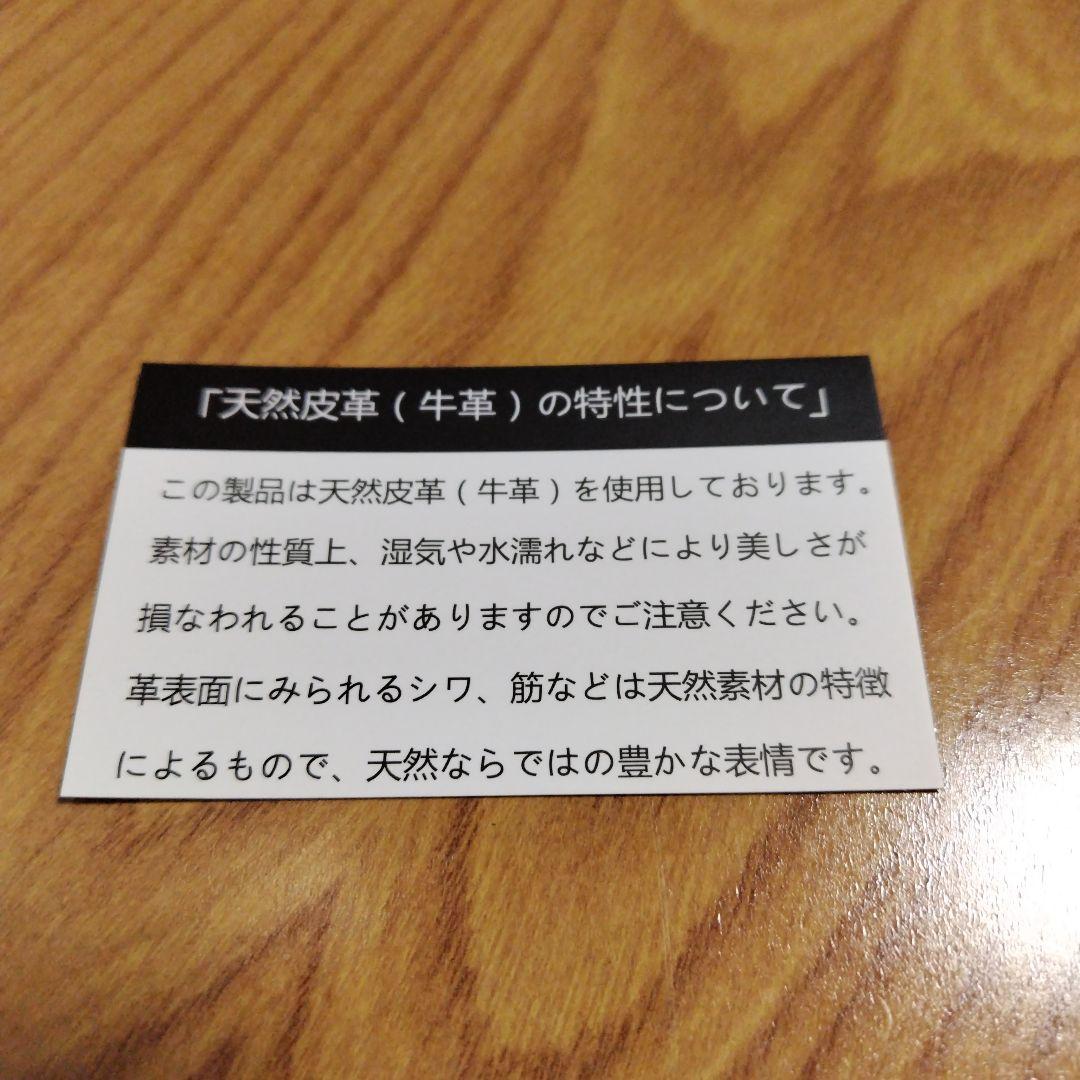 「天然皮革(牛革)の特性について」
この製品は天然皮革(牛革)を使用しております。
素材の性質上、湿気や水濡れなどにより美しさが
損なわれることがありますのでご注意ください。
革表面にみられるシワ、筋などは天然素材の特徴
によるもので、天然ならではの豊かな表情です。